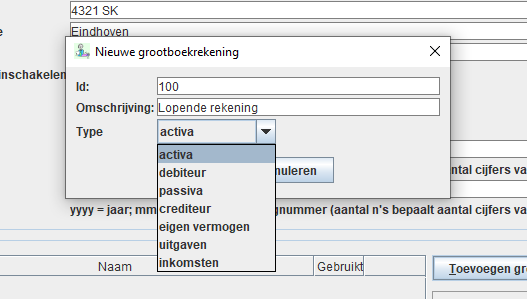 4321 SK
Eindhoven
Nieuwe grootboekrekening
inschakelen
Id: 100
Omschrijving: Lopende rekening
Type activa
activa
debiteur
passiva
crediteur
eigen vermogen
uitgaven
inkomsten
nuleren
ntal cijfers va
yyyy = jaar; mm gnummer (aantal n's bepaalt aantal cijfers va
Naam Gebruikt
Toevoegen gr